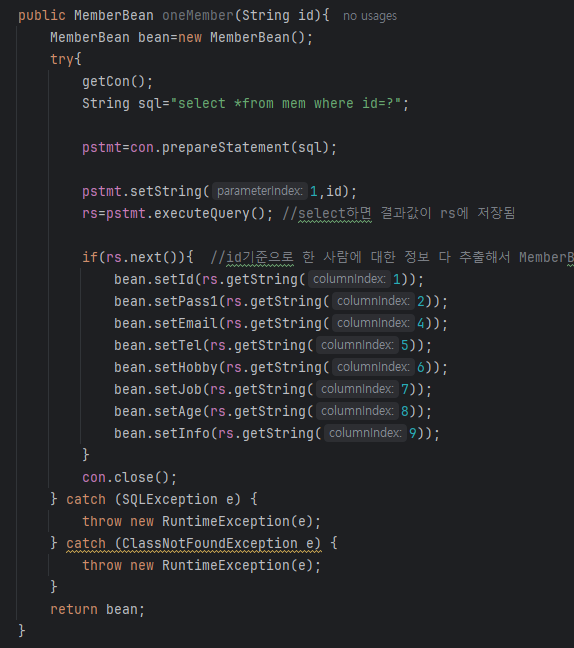 public MemberBean oneMember(String id){ no usages
MemberBean bean=new MemberBean();
try{
getCon();
String sql="select *from mem where id=?";
pstmt=con.prepareStatement(sql);
pstmt.setString( parameterIndex: 1,id);
rs=pstmt.executeQuery(); //select하면 결과값이 rs에 저장됨
if(rs.next()){ //id기준으로 한 사람에 대한 정보 다 추출해서 MemberB
bean.setId(rs.getString( columnIndex: 1));
bean.setPass1(rs.getString( columnIndex: 2));
bean.setEmail(rs.getString( columnIndex: 4));
bean.setTel(rs.getString( columnIndex: 5));
bean.setHobby(rs.getString( columnIndex: 6));
bean.setJob(rs.getString( columnIndex: 7));
bean.setAge(rs.getString( columnIndex: 8));
bean.setInfo(rs.getString( columnIndex: 9));
}
con.close();
} catch (SQLException e) {
throw new RuntimeException(e);
} catch (ClassNotFoundException e) {
throw new RuntimeException(e);
}
return bean;
}